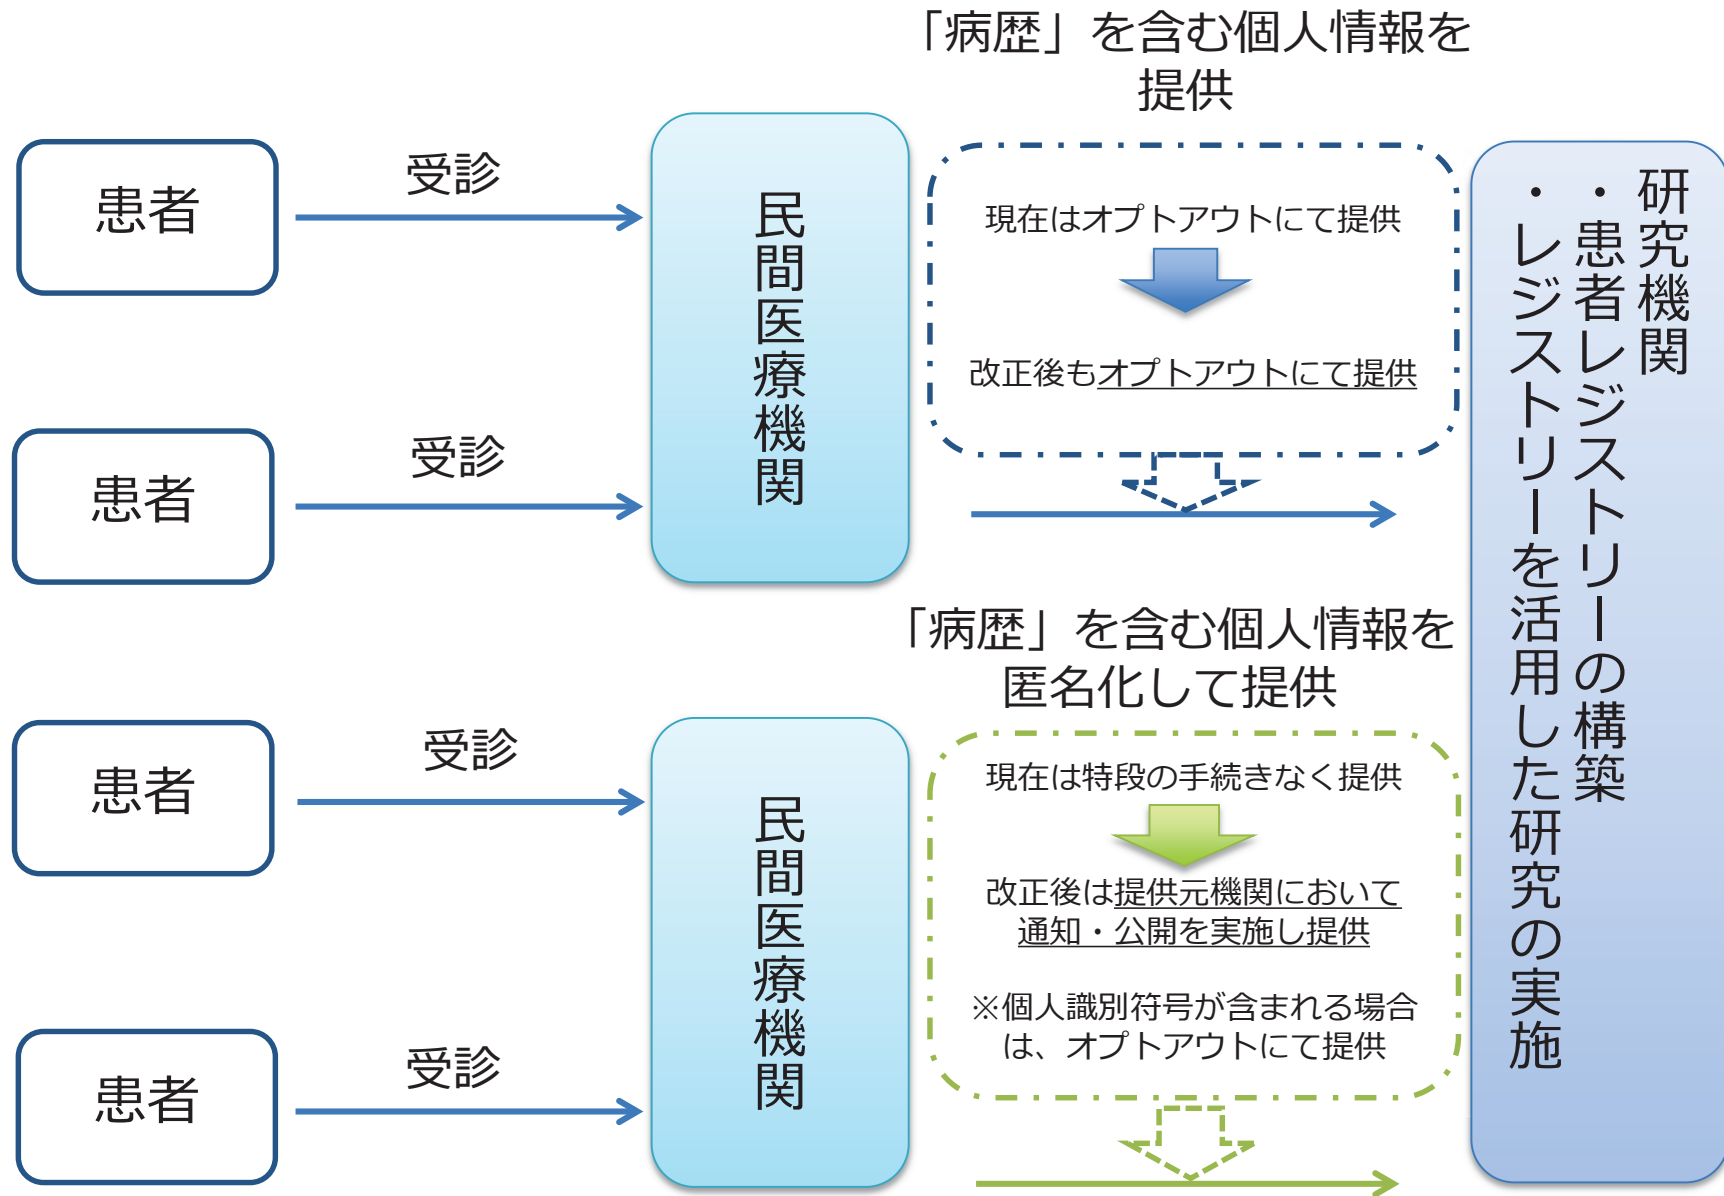 「病歴」を含む個人情報を
提供
患者
受診
民間医療機関
現在はオプトアウトにて提供
改正後もオプトアウトにて提供
患者
受診
研究機関
・患者レジストリーの構築
・レジストリーを活用した研究の実施
「病歴」を含む個人情報を
匿名化して提供
患者
受診
民間医療機関
現在は特段の手続きなく提供
改正後は提供元機関において
通知・公開を実施し提供
※個人識別符号が含まれる場合
は、オプトアウトにて提供
患者
受診